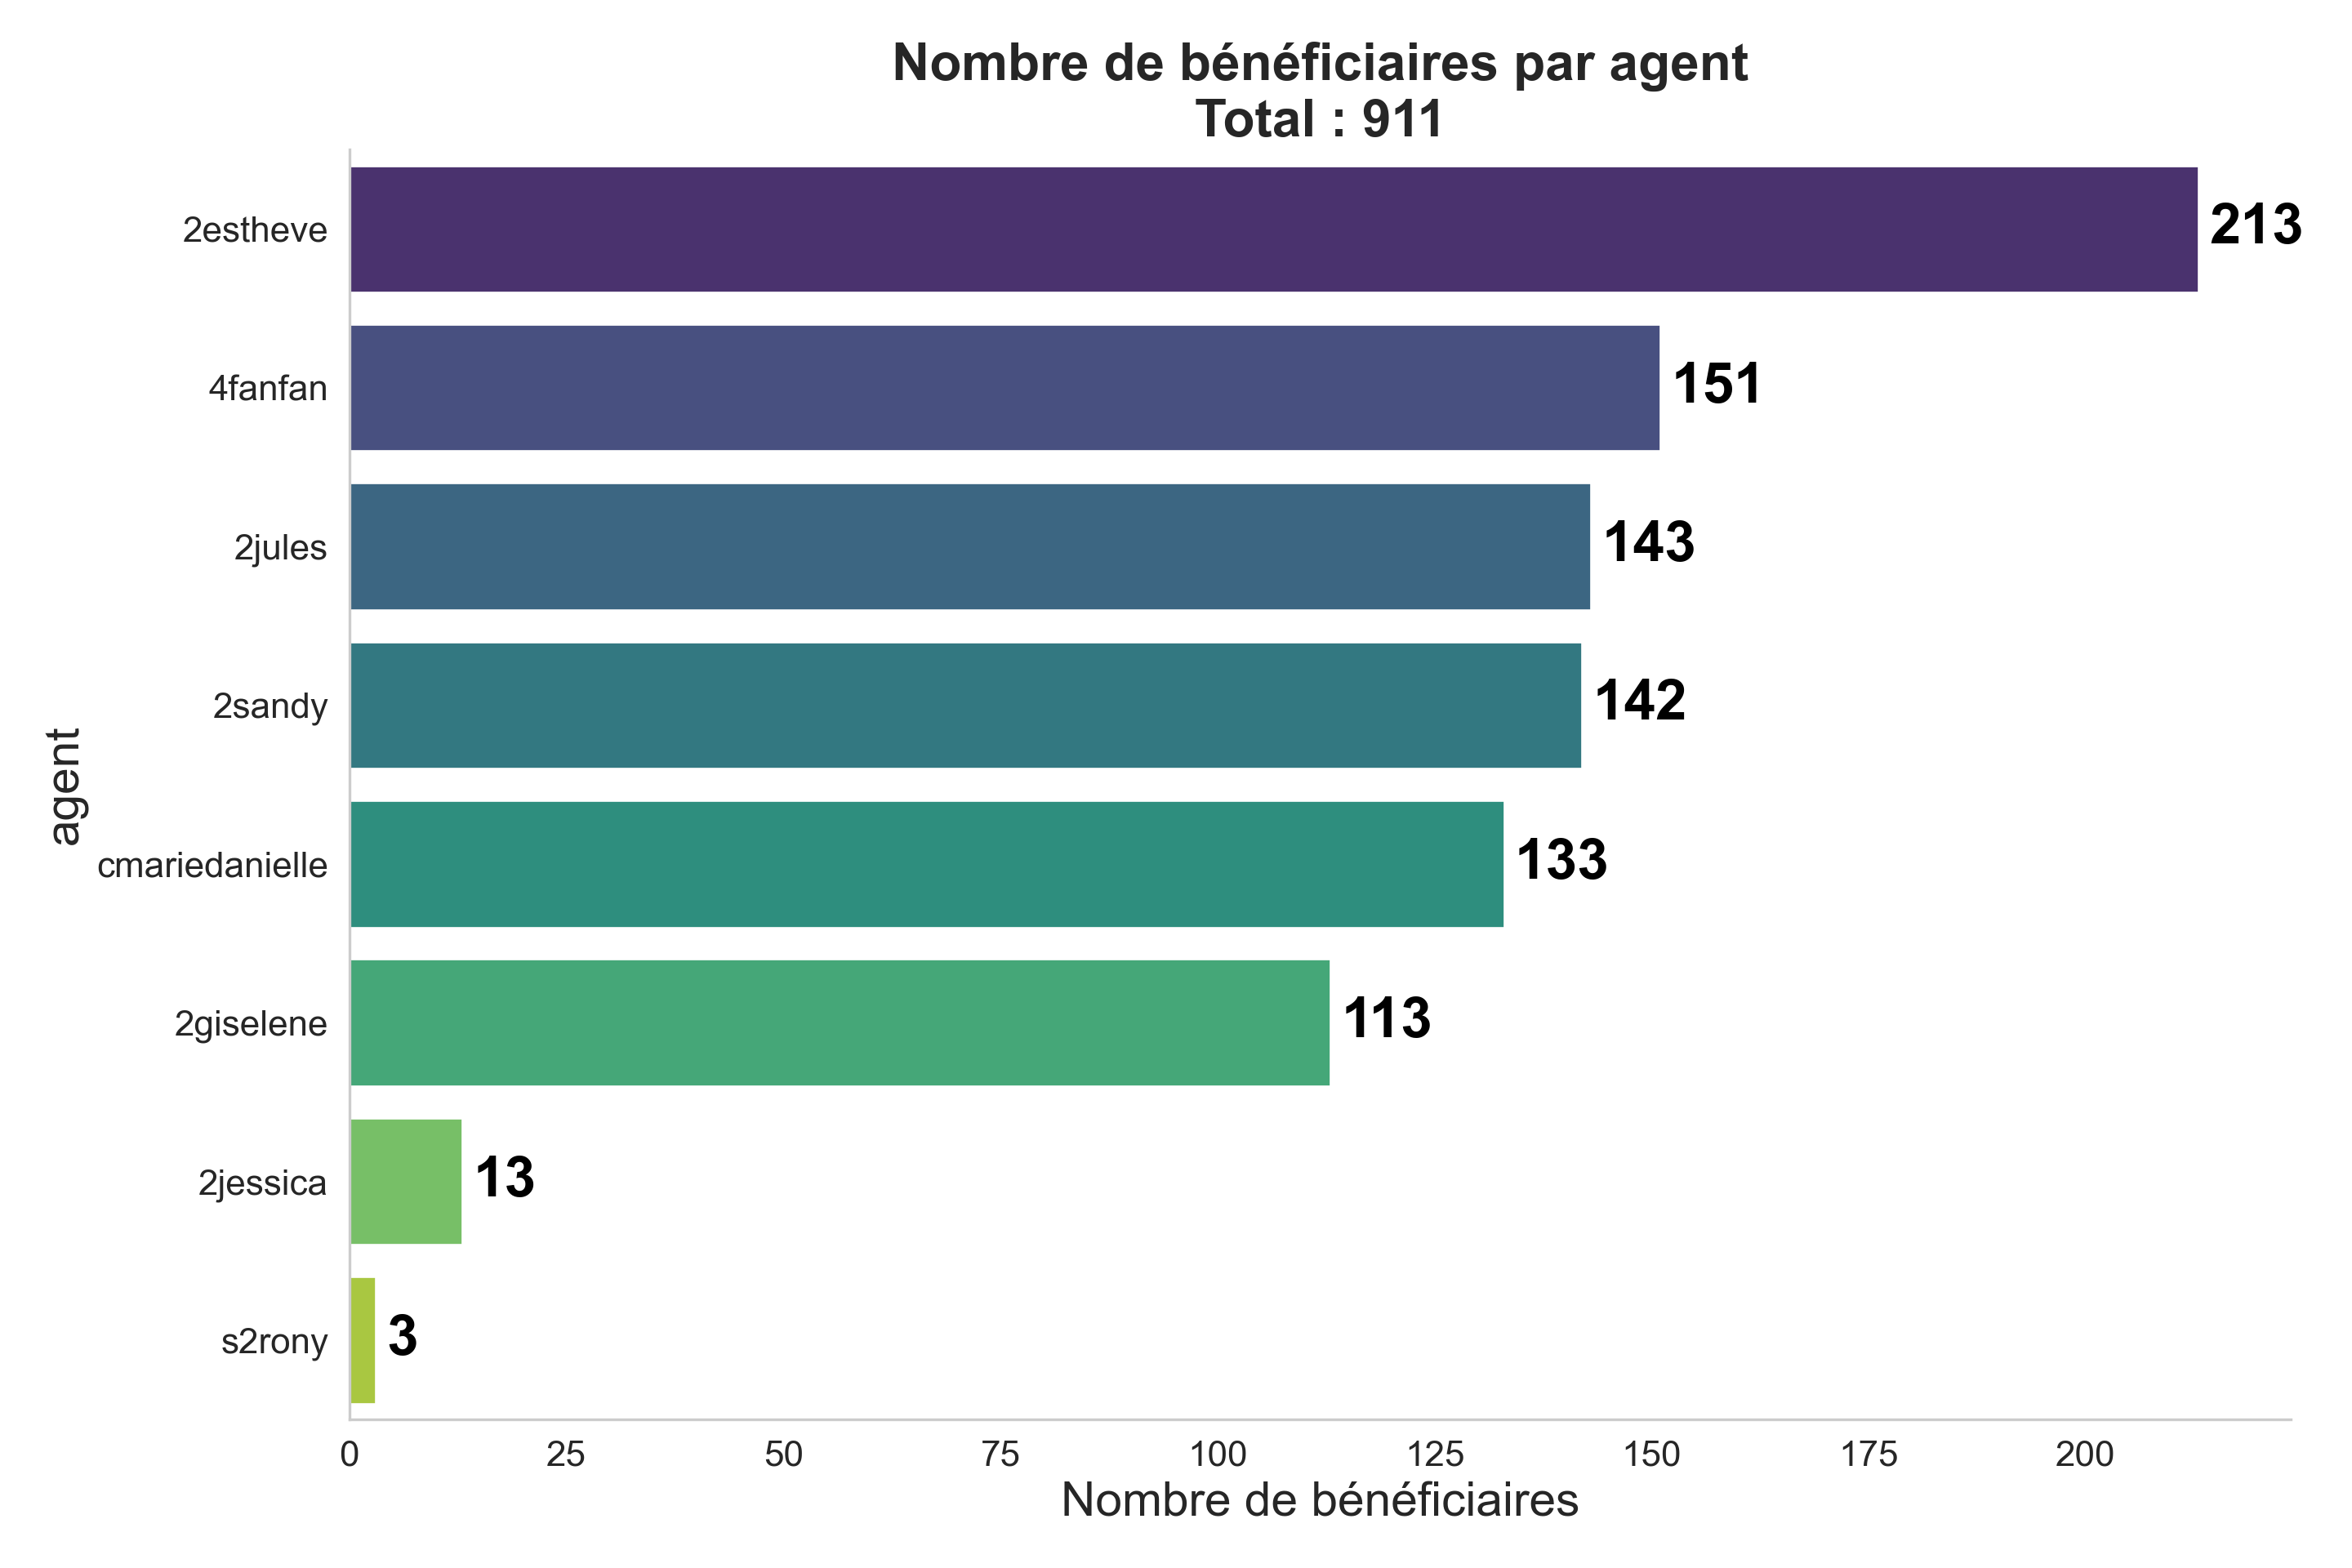 Nombre de bénéficiaires par agent
Total : 911
agent
2estheve
213
4fanfan
151
2jules
143
2sandy
142
cmariedanielle
133
2giselene
113
2jessica
13
s2rony
3
0 25 50 75 100 125 150 175 200
Nombre de bénéficiaires